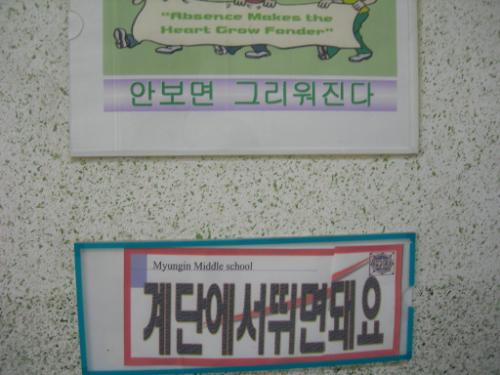 "Absence Makes the
Heart Grow Fonder"
안보면 그리워진다
Myungin Middle school
계단에서뛰면돼요